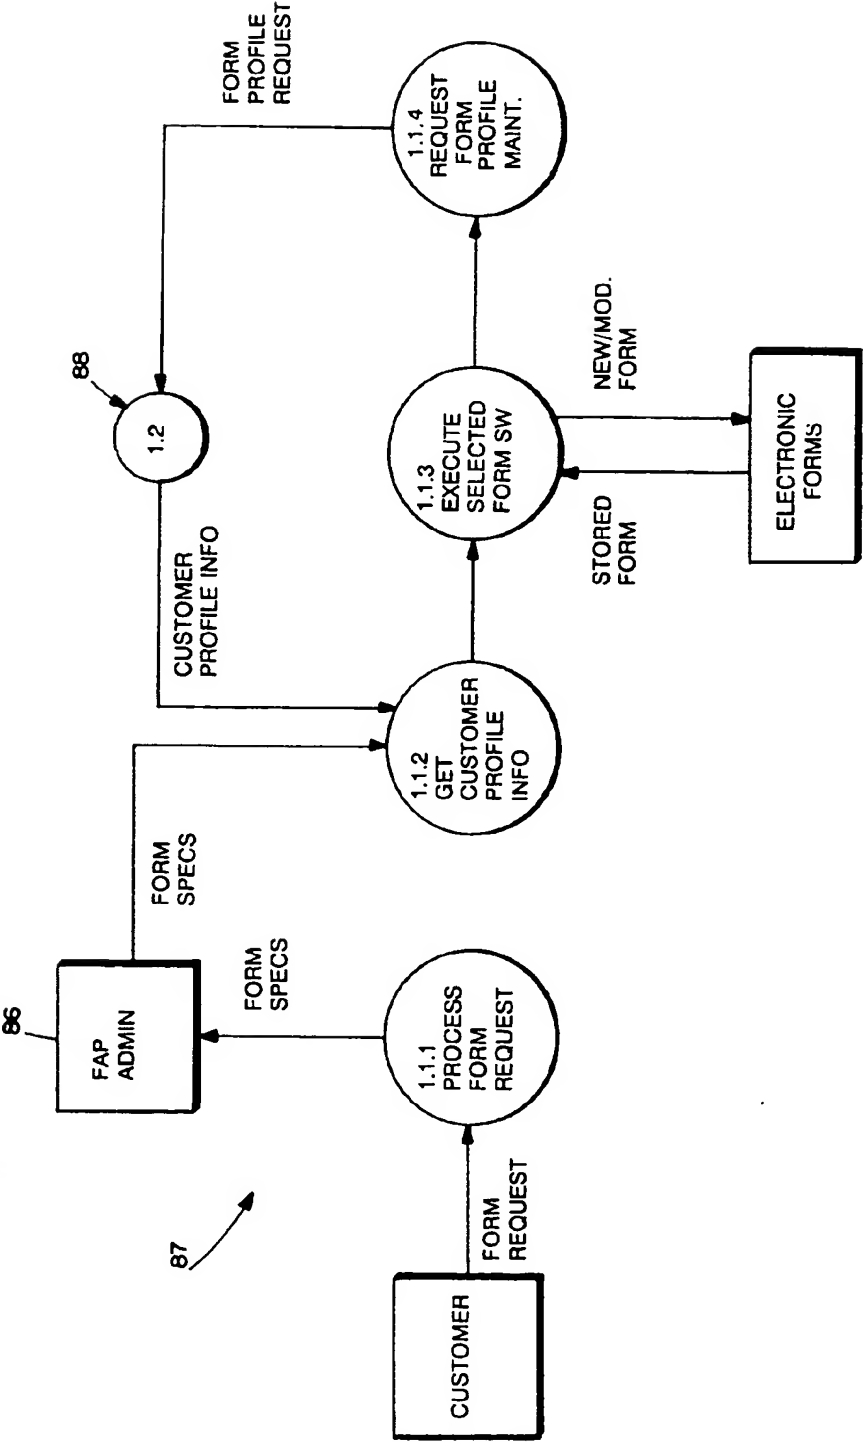 86
FAP
ADMIN
88
1.2
FORM
PROFILE
REQUEST
87
FORM
SPECS
CUSTOMER
PROFILE INFO
FORM
SPECS
CUSTOMER
FORM
REQUEST
1.1.1
PROCESS
FORM
REQUEST
1.1.2
GET
CUSTOMER
PROFILE
INFO
1.1.3
EXECUTE
SELECTED
FORM SW
1.1.4
REQUEST
FORM
PROFILE
MAINT.
STORED
FORM
NEW/MOD.
FORM
ELECTRONIC
FORMS